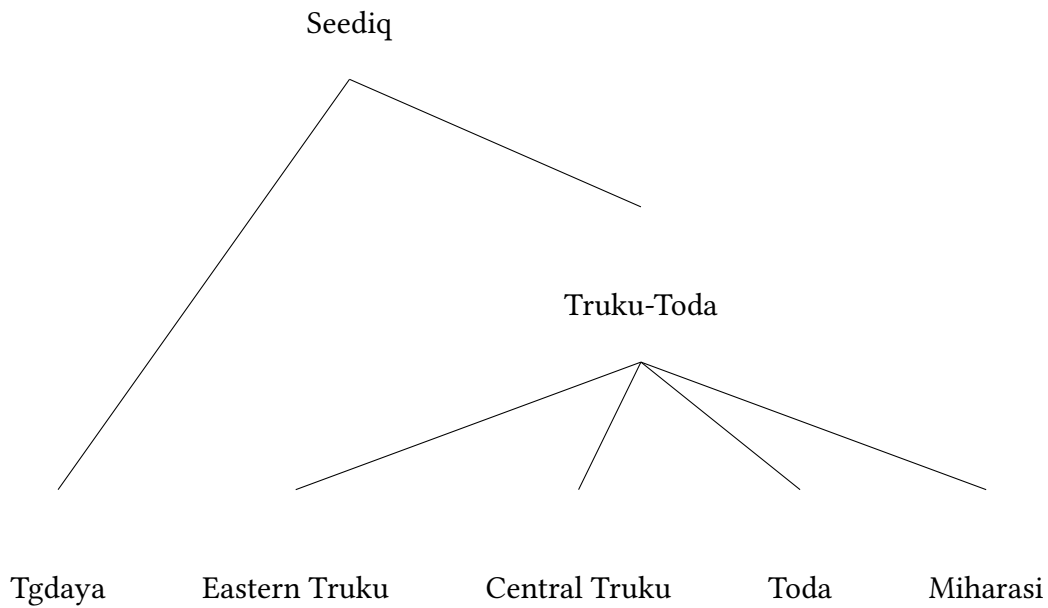 Seediq
Truku-Toda
Tgdaya
Eastern Truku
Central Truku
Toda
Miharasi